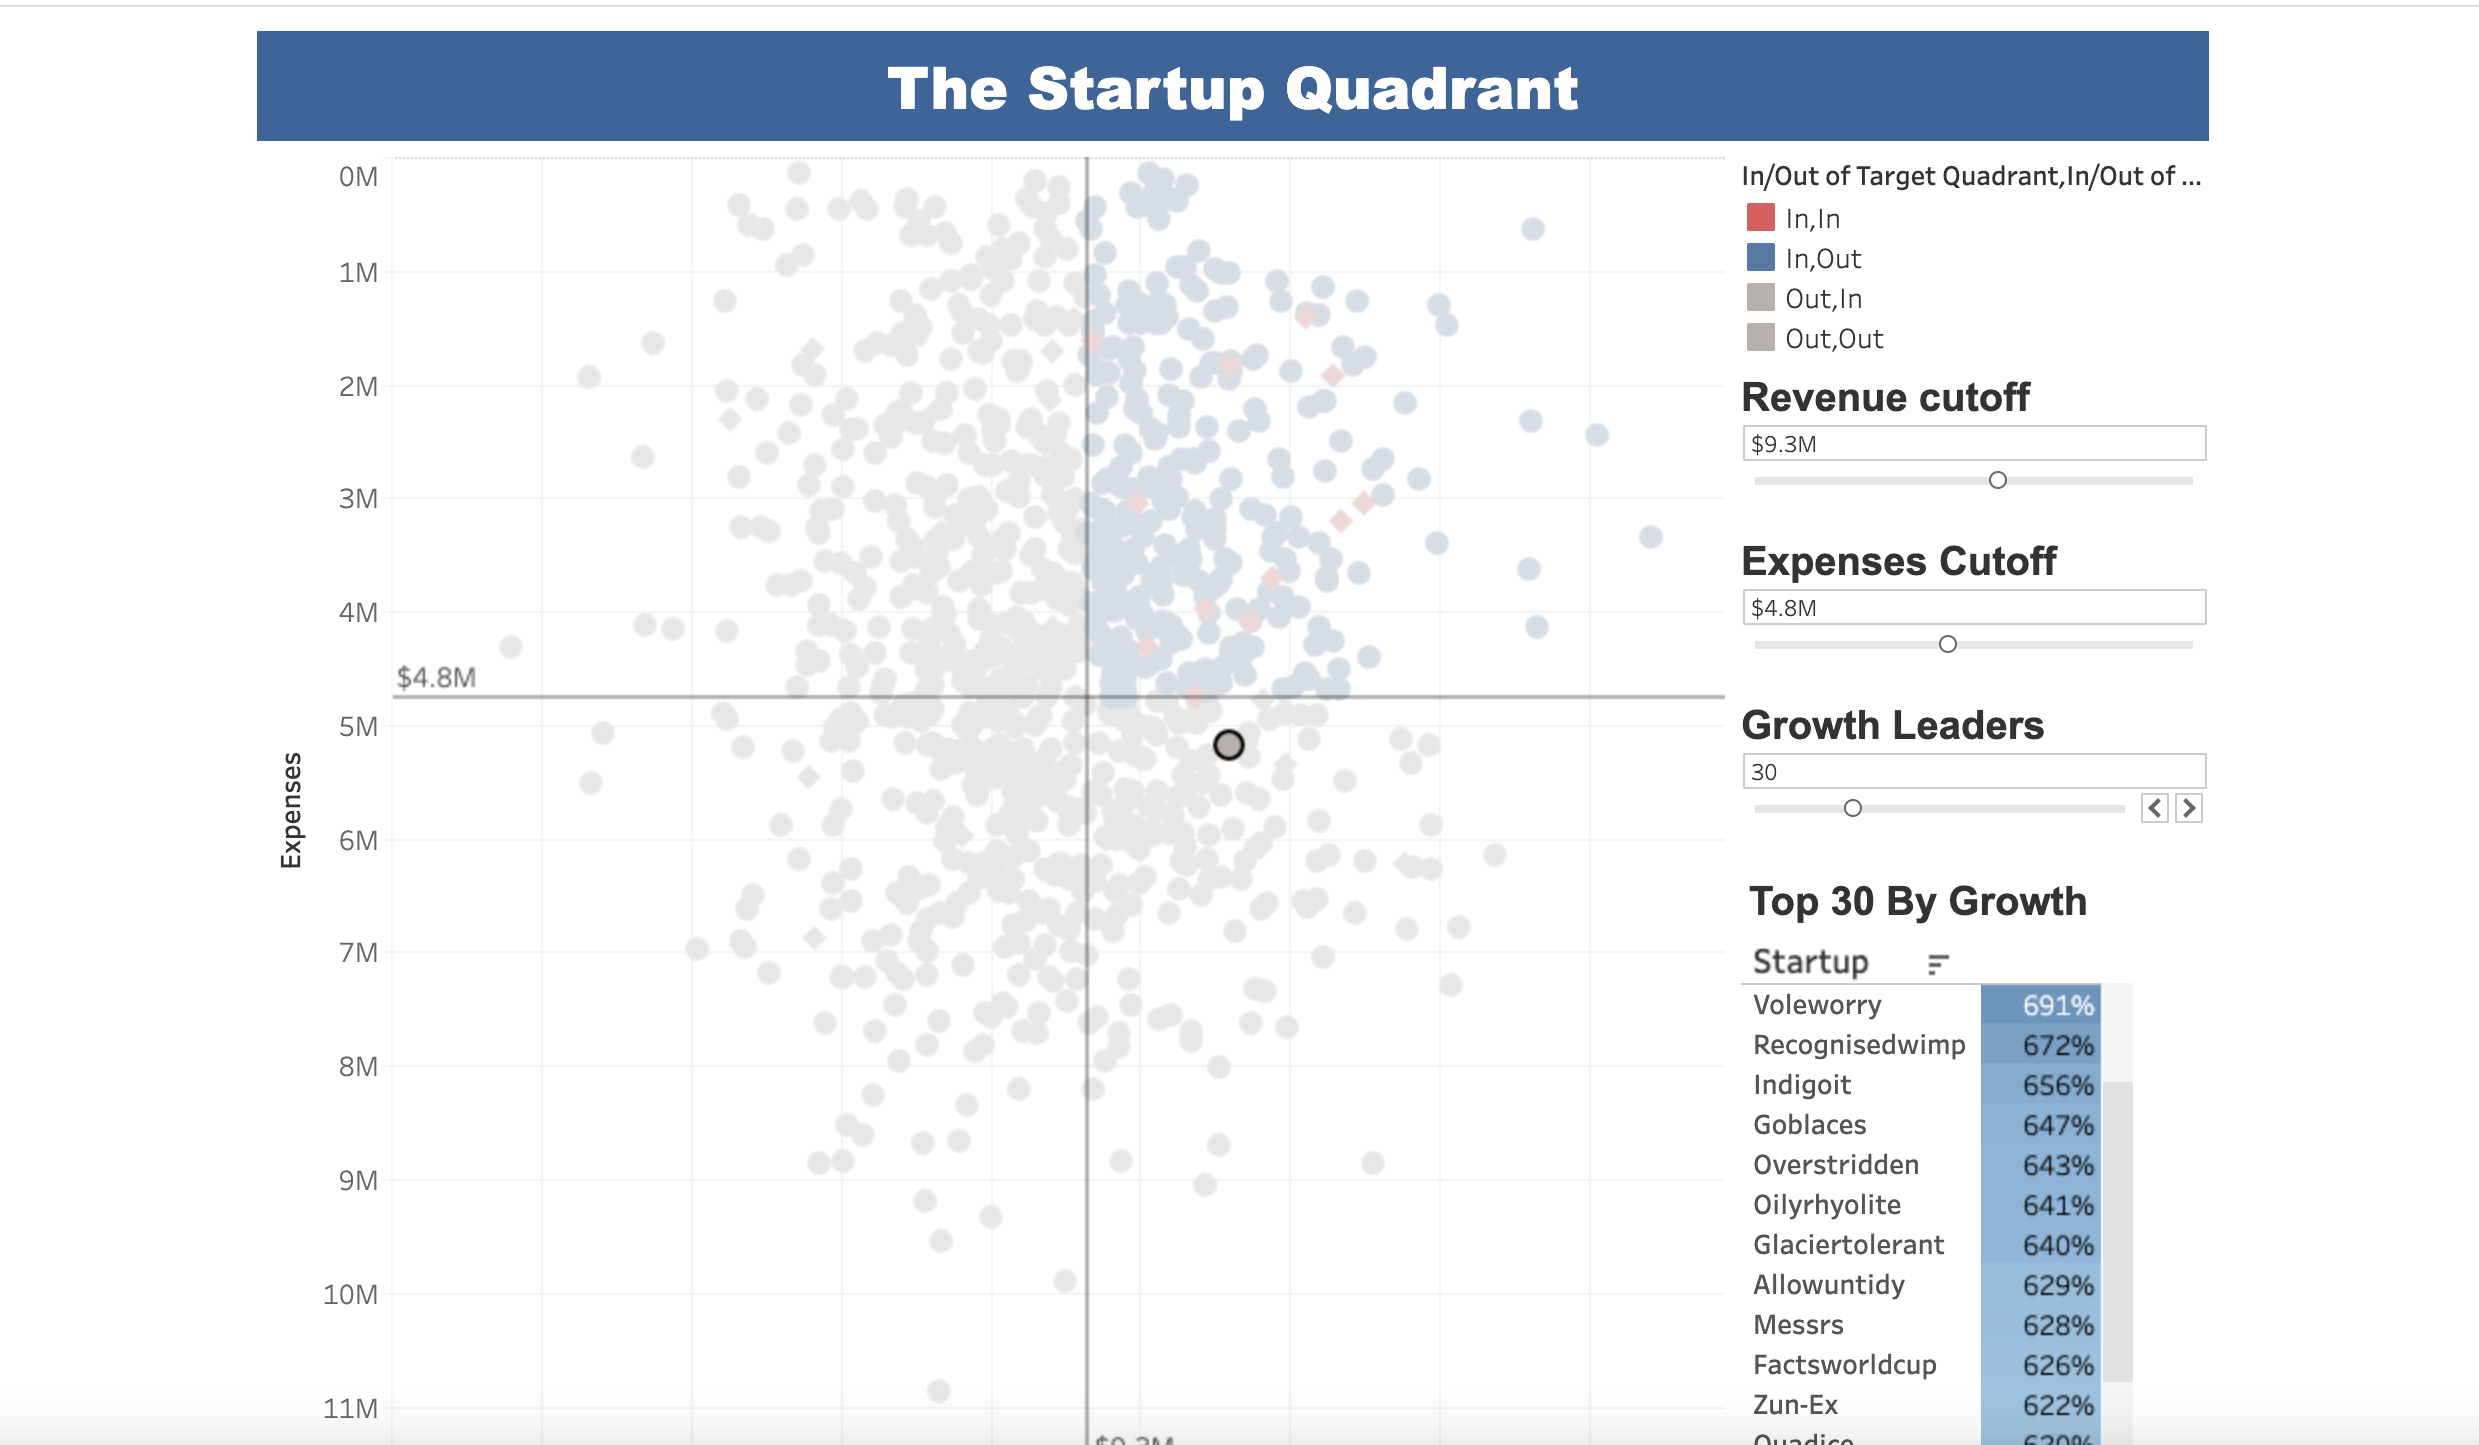 The Startup Quadrant
0M
1M
2M
3M
4M
$4.8M
5M
Expenses
6M
7M
8M
9M
10M
11M
In/Out of Target Quadrant,In/Out of ...
In,In
In,Out
Out,In
Out,Out
Revenue cutoff
$9.3M
Expenses Cutoff
$4.8M
Growth Leaders
30
Top 30 By Growth
Startup
Voleworry 691%
Recognisedwimp 672%
Indigoit 656%
Goblaces 647%
Overstridden 643%
Oilyrhyolite 641%
Glaciertolerant 640%
Allowuntidy 629%
Messrs 628%
Factsworldcup 626%
Zun-Ex 622%